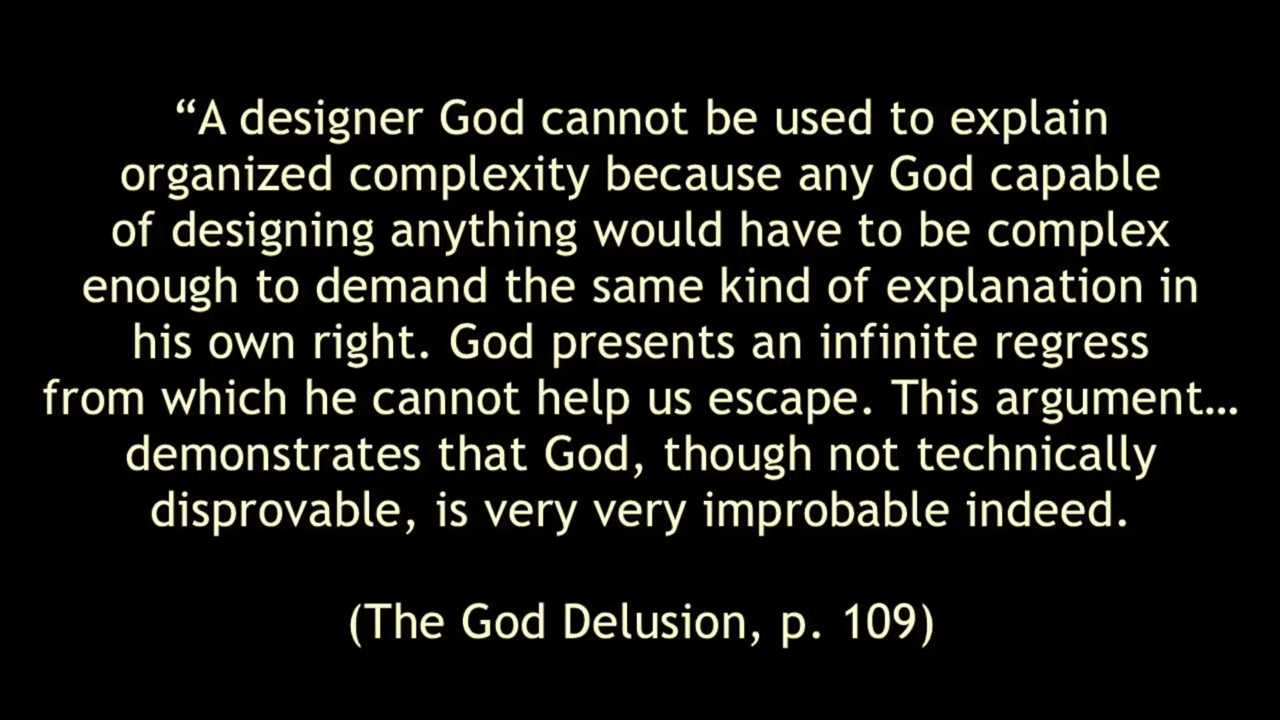 “A designer God cannot be used to explain
organized complexity because any God capable
of designing anything would have to be complex
enough to demand the same kind of explanation in
his own right. God presents an infinite regress
from which he cannot help us escape. This argument…
demonstrates that God, though not technically
disprovable, is very very improbable indeed.
(The God Delusion, p. 109)